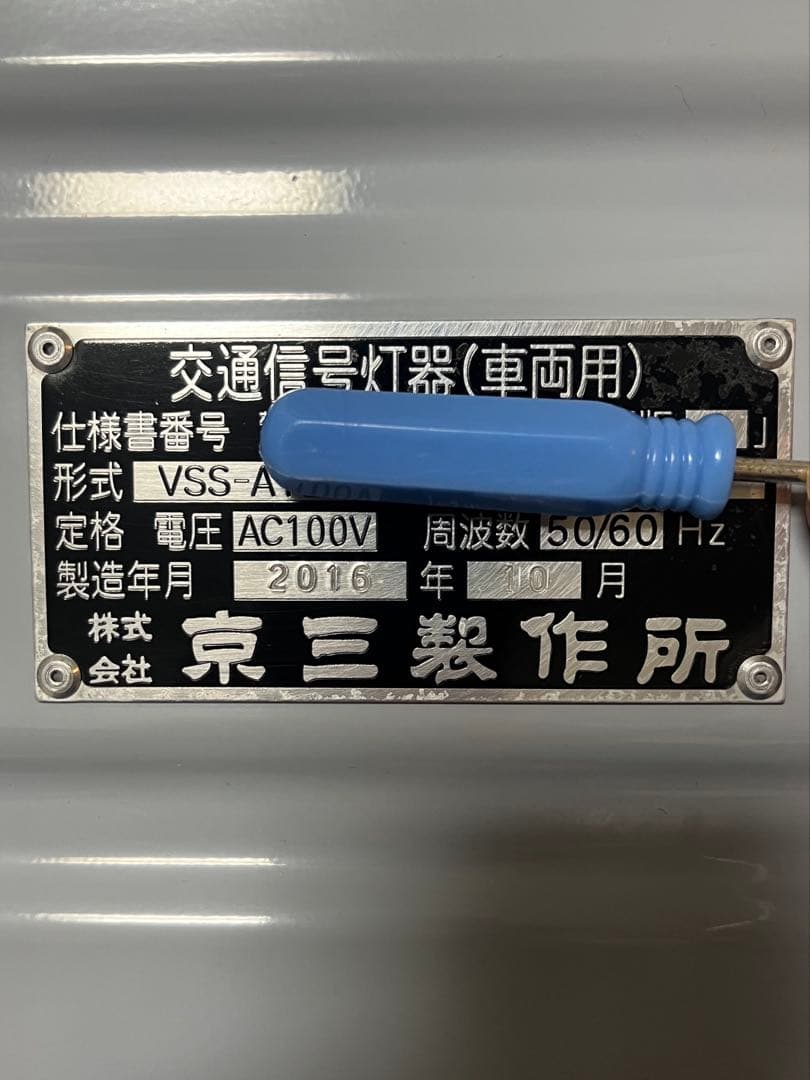 交通信号灯器(車両用)
仕様書番号 」
形式 VSS-A
定格 電圧 AC100V 周波数 50/60 Hz
製造年月 2016 年 10 月
株式会社 京三製作所